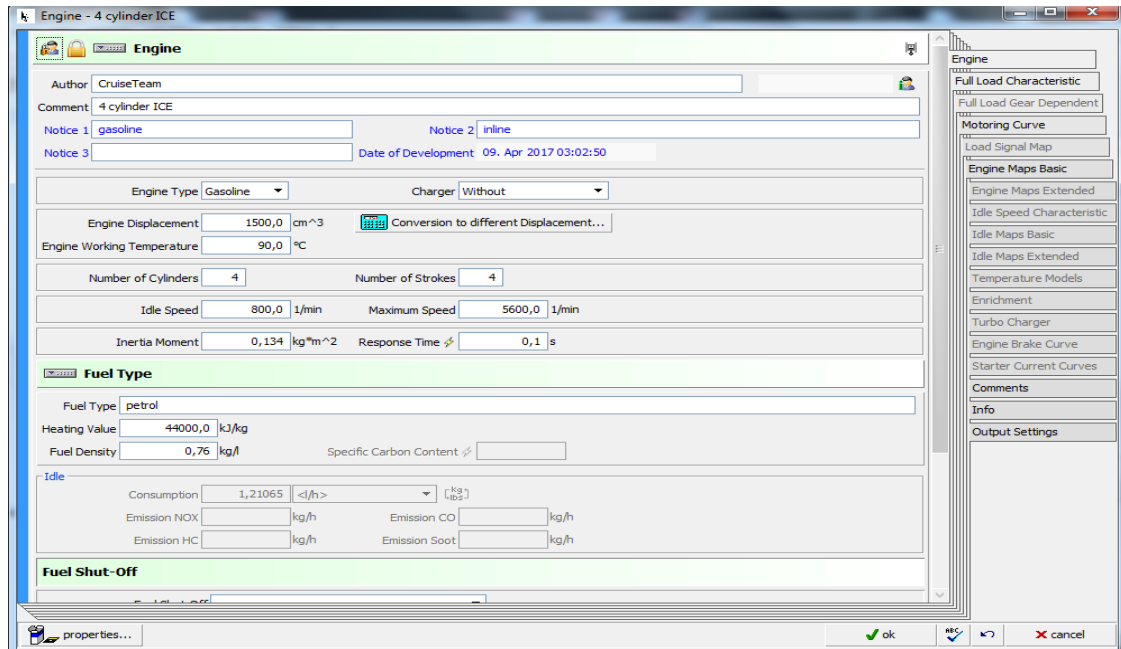 Engine - 4 cylinder ICE
Engine
Author CruiseTeam
Comment 4 cylinder ICE
Notice 1 gasoline Notice 2 inline
Notice 3 Date of Development 09. Apr 2017 03:02:50
Engine Type Gasoline Charger Without
Engine Displacement 1500,0 cm^3 Conversion to different Displacement...
Engine Working Temperature 90,0 °C
Number of Cylinders 4 Number of Strokes 4
Idle Speed 800,0 1/min Maximum Speed 5600,0 1/min
Inertia Moment 0,134 kg*m^2 Response Time 0,1 s
Fuel Type
Fuel Type petrol
Heating Value 44000,0 kJ/kg
Fuel Density 0,76 kg/l Specific Carbon Content
Idle
Consumption 1,21065 <l/h> kg lbs
Emission NOX kg/h Emission CO kg/h
Emission HC kg/h Emission Soot kg/h
Fuel Shut-Off
Fuel Shut-Off
properties...
ok
ABC
cancel
Engine
Full Load Characteristic
Full Load Gear Dependent
Motoring Curve
Load Signal Map
Engine Maps Basic
Engine Maps Extended
Idle Speed Characteristic
Idle Maps Basic
Idle Maps Extended
Temperature Models
Enrichment
Turbo Charger
Engine Brake Curve
Starter Current Curves
Comments
Info
Output Settings